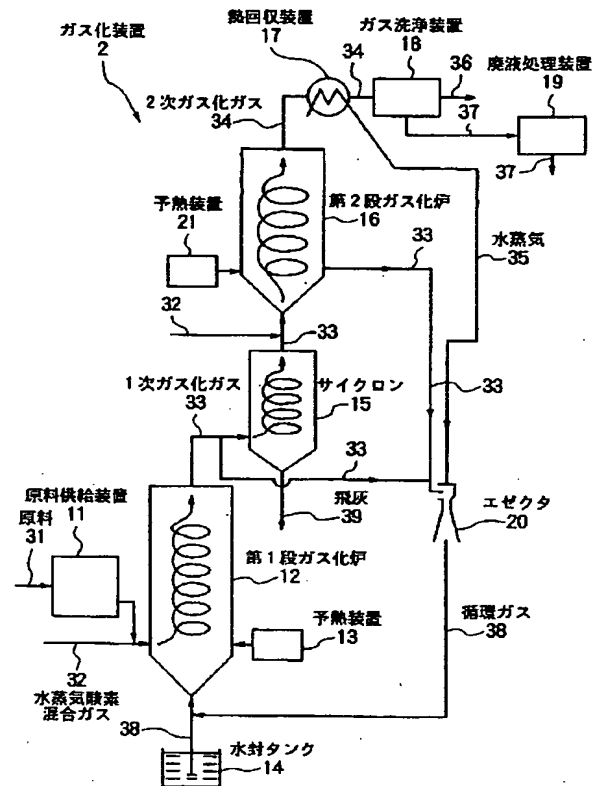 ガス化装置
2
熱回収装置
17
34
ガス洗浄装置
18
36
廃液処理装置
19
37
37
2次ガス化ガス
34
予熱装置
21
第2段ガス化炉
16
水蒸気
35
33
32
33
1次ガス化ガス
33
サイクロン
15
33
33
飛灰
39
エゼクタ
20
原料供給装置
11
原料
31
第1段ガス化炉
12
予熱装置
13
循環ガス
38
32
水蒸気酸素
混合ガス
38
水封タンク
14